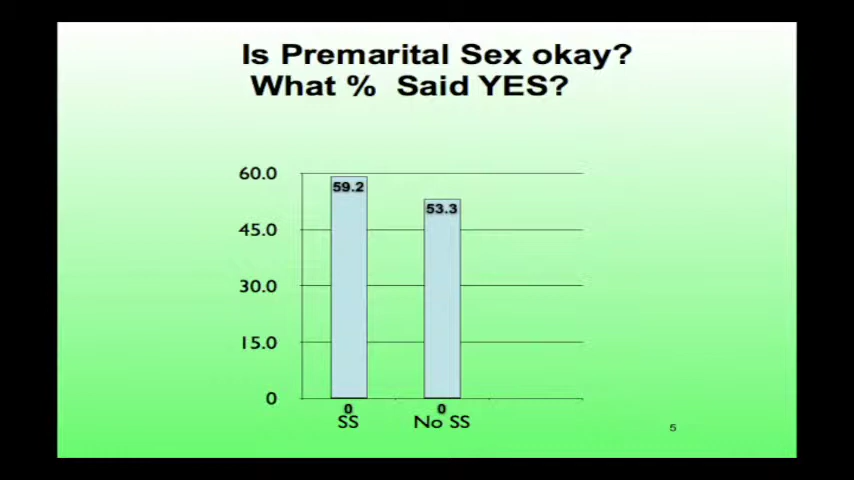 Is Premarital Sex okay?
What % Said YES?
60.0
59.2
53.3
45.0
30.0
15.0
0
0
0
SS
No SS
5